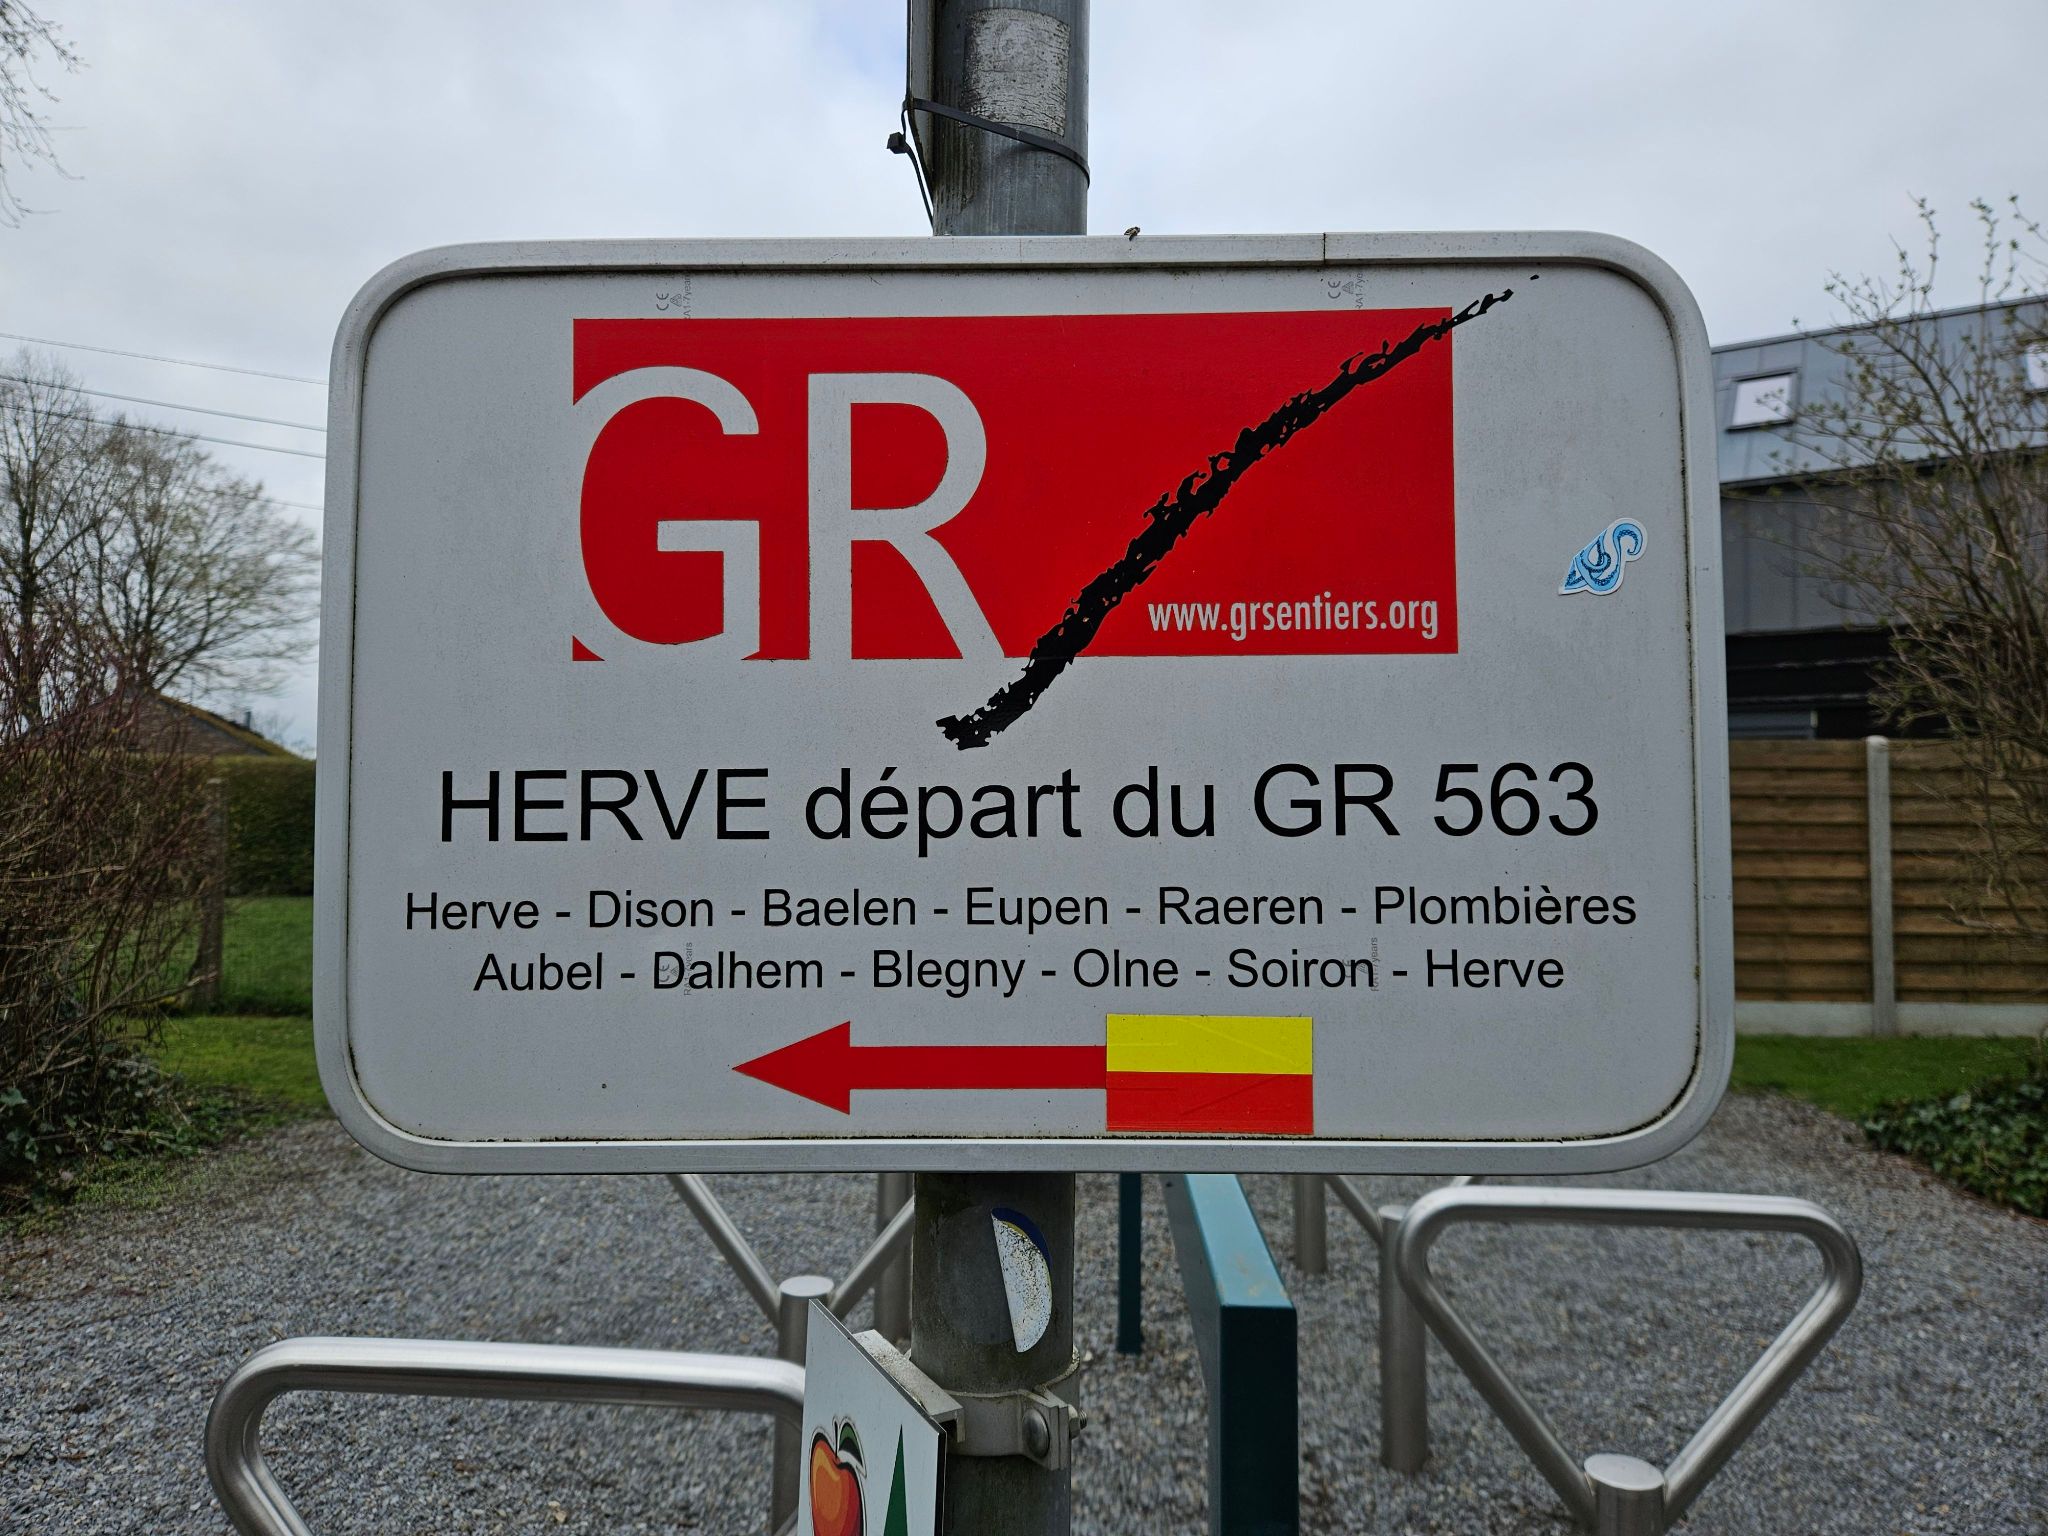 GR
www.grsentiers.org
HERVE départ du GR 563
Herve - Dison - Baelen - Eupen - Raeren - Plombières
Aubel - Dalhem - Blegny - Olne - Soiron - Herve